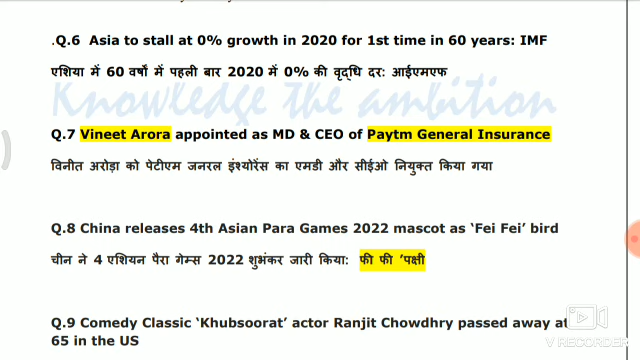 .Q.6 Asia to stall at 0% growth in 2020 for 1st time in 60 years: IMF
एशिया में 60 वर्षों में पहली बार 2020 में 0% की वृद्धि दर: आईएमएफ
Knowledge the ambition
Q.7 Vineet Arora appointed as MD & CEO of Paytm General Insurance
विनीत अरोड़ा को पेटीएम जनरल इंश्योरेंस का एमडी और सीईओ नियुक्त किया गया
Q.8 China releases 4th Asian Para Games 2022 mascot as ‘Fei Fei’ bird
चीन ने 4 एशियन पैरा गेम्स 2022 शुभंकर जारी किया: फी फी ’पक्षी
Q.9 Comedy Classic ‘Khubsoorat’ actor Ranjit Chowdhry passed away at
65 in the US
V RECORDER